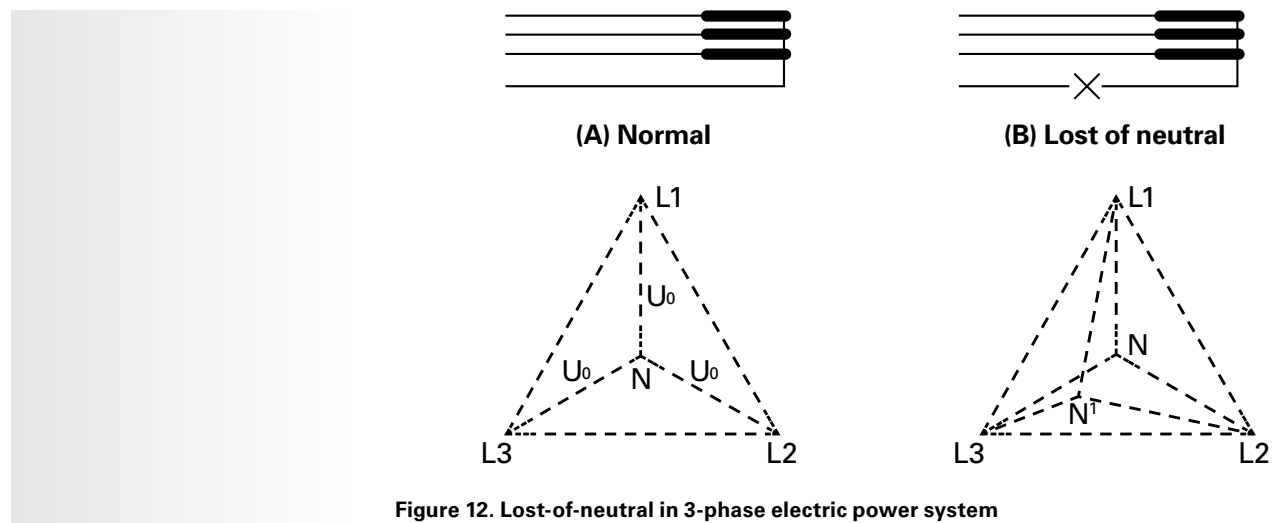 (A) Normal
(B) Lost of neutral
L1
U0
U0
N
U0
L3
L2
L1
N
N1
L3
L2
Figure 12. Lost-of-neutral in 3-phase electric power system